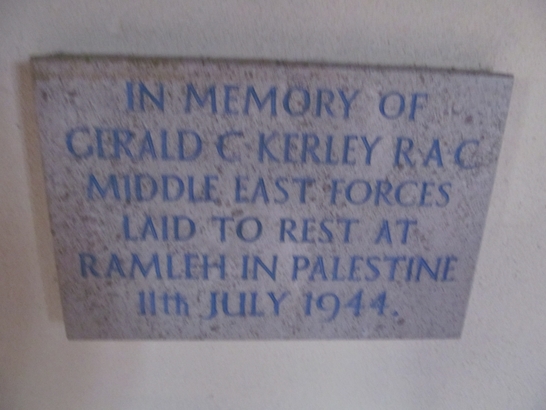 IN MEMORY OF
GERALD C KERLEY R·A·C
MIDDLE EAST FORCES
LAID TO REST AT
RAMLEH IN PALESTINE
11th JULY 1944.